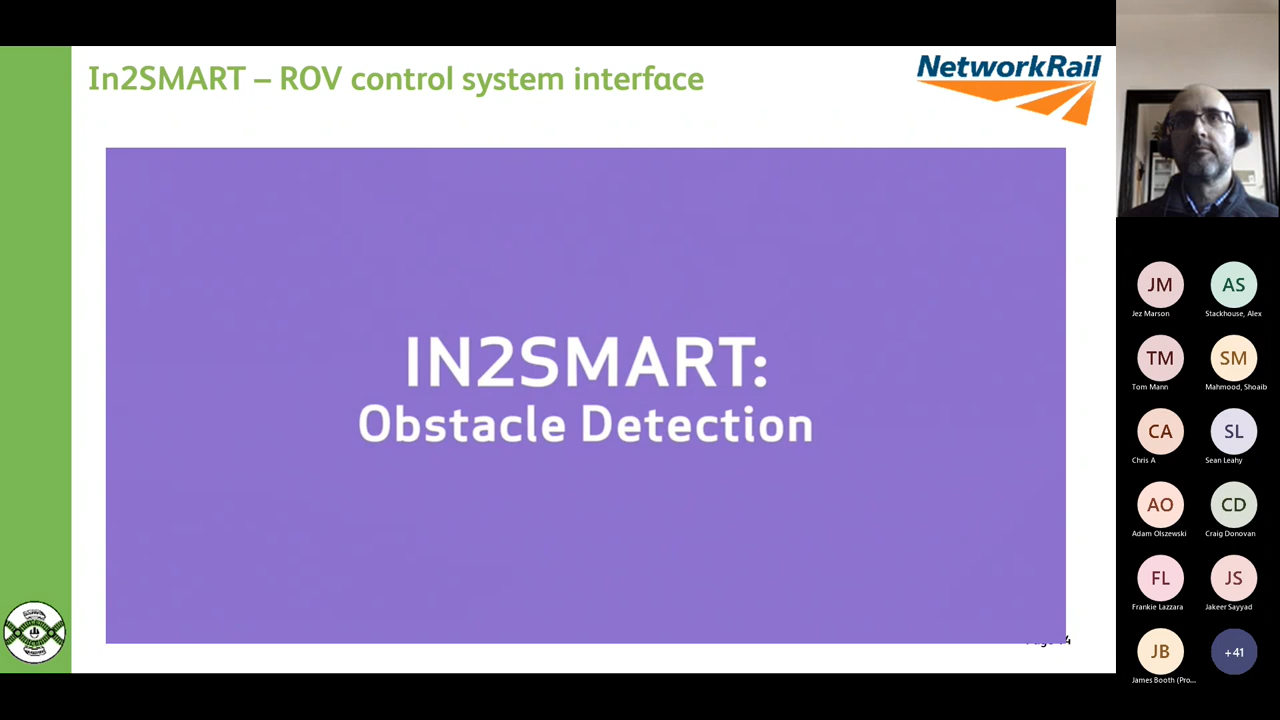 In2SMART – ROV control system interface
NetworkRail
IN2SMART:
Obstacle Detection
JM
AS
Jez Marson
Stackhouse, Alex
TM
SM
Tom Mann
Mahmood, Shoaib
CA
SL
Chris A
Sean Leahy
AO
CD
Adam Olszewski
Craig Donovan
FL
JS
Frankie Lazzara
Jakeer Sayyad
JB
+41
James Booth (Pro...